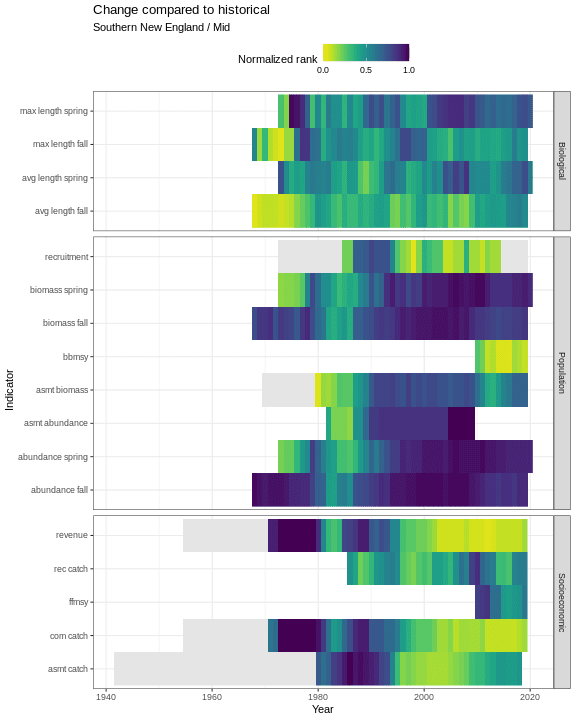 Change compared to historical
Southern New England / Mid
Normalized rank
0.0 0.5 1.0
max length spring
max length fall
avg length spring
avg length fall
Biological
recruitment
biomass spring
biomass fall
bbmsy
asmt biomass
asmt abundance
abundance spring
abundance fall
Population
revenue
rec catch
ffmsy
com catch
asmt catch
Socioeconomic
Indicator
1940 1960 1980 2000 2020
Year